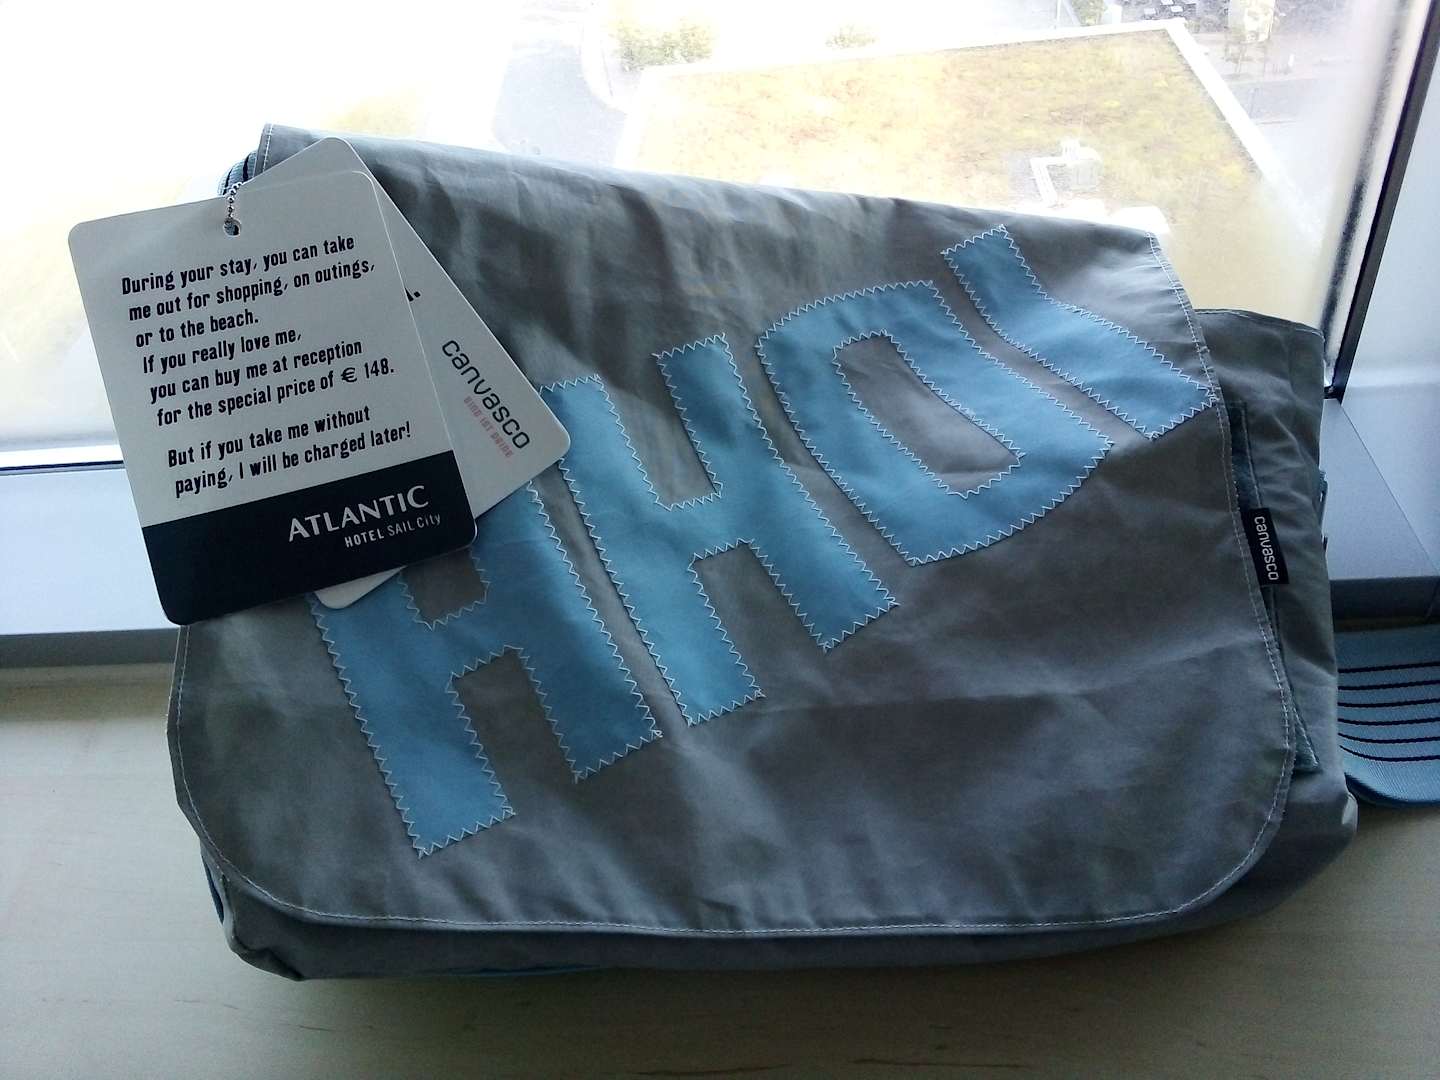 During your stay, you can take
me out for shopping, on outings,
or to the beach.
If you really love me,
you can buy me at reception
for the special price of € 148.
But if you take me without
paying, I will be charged later!
ATLANTIC
HOTEL SAIL City
canvasco
AHOY
canvasco